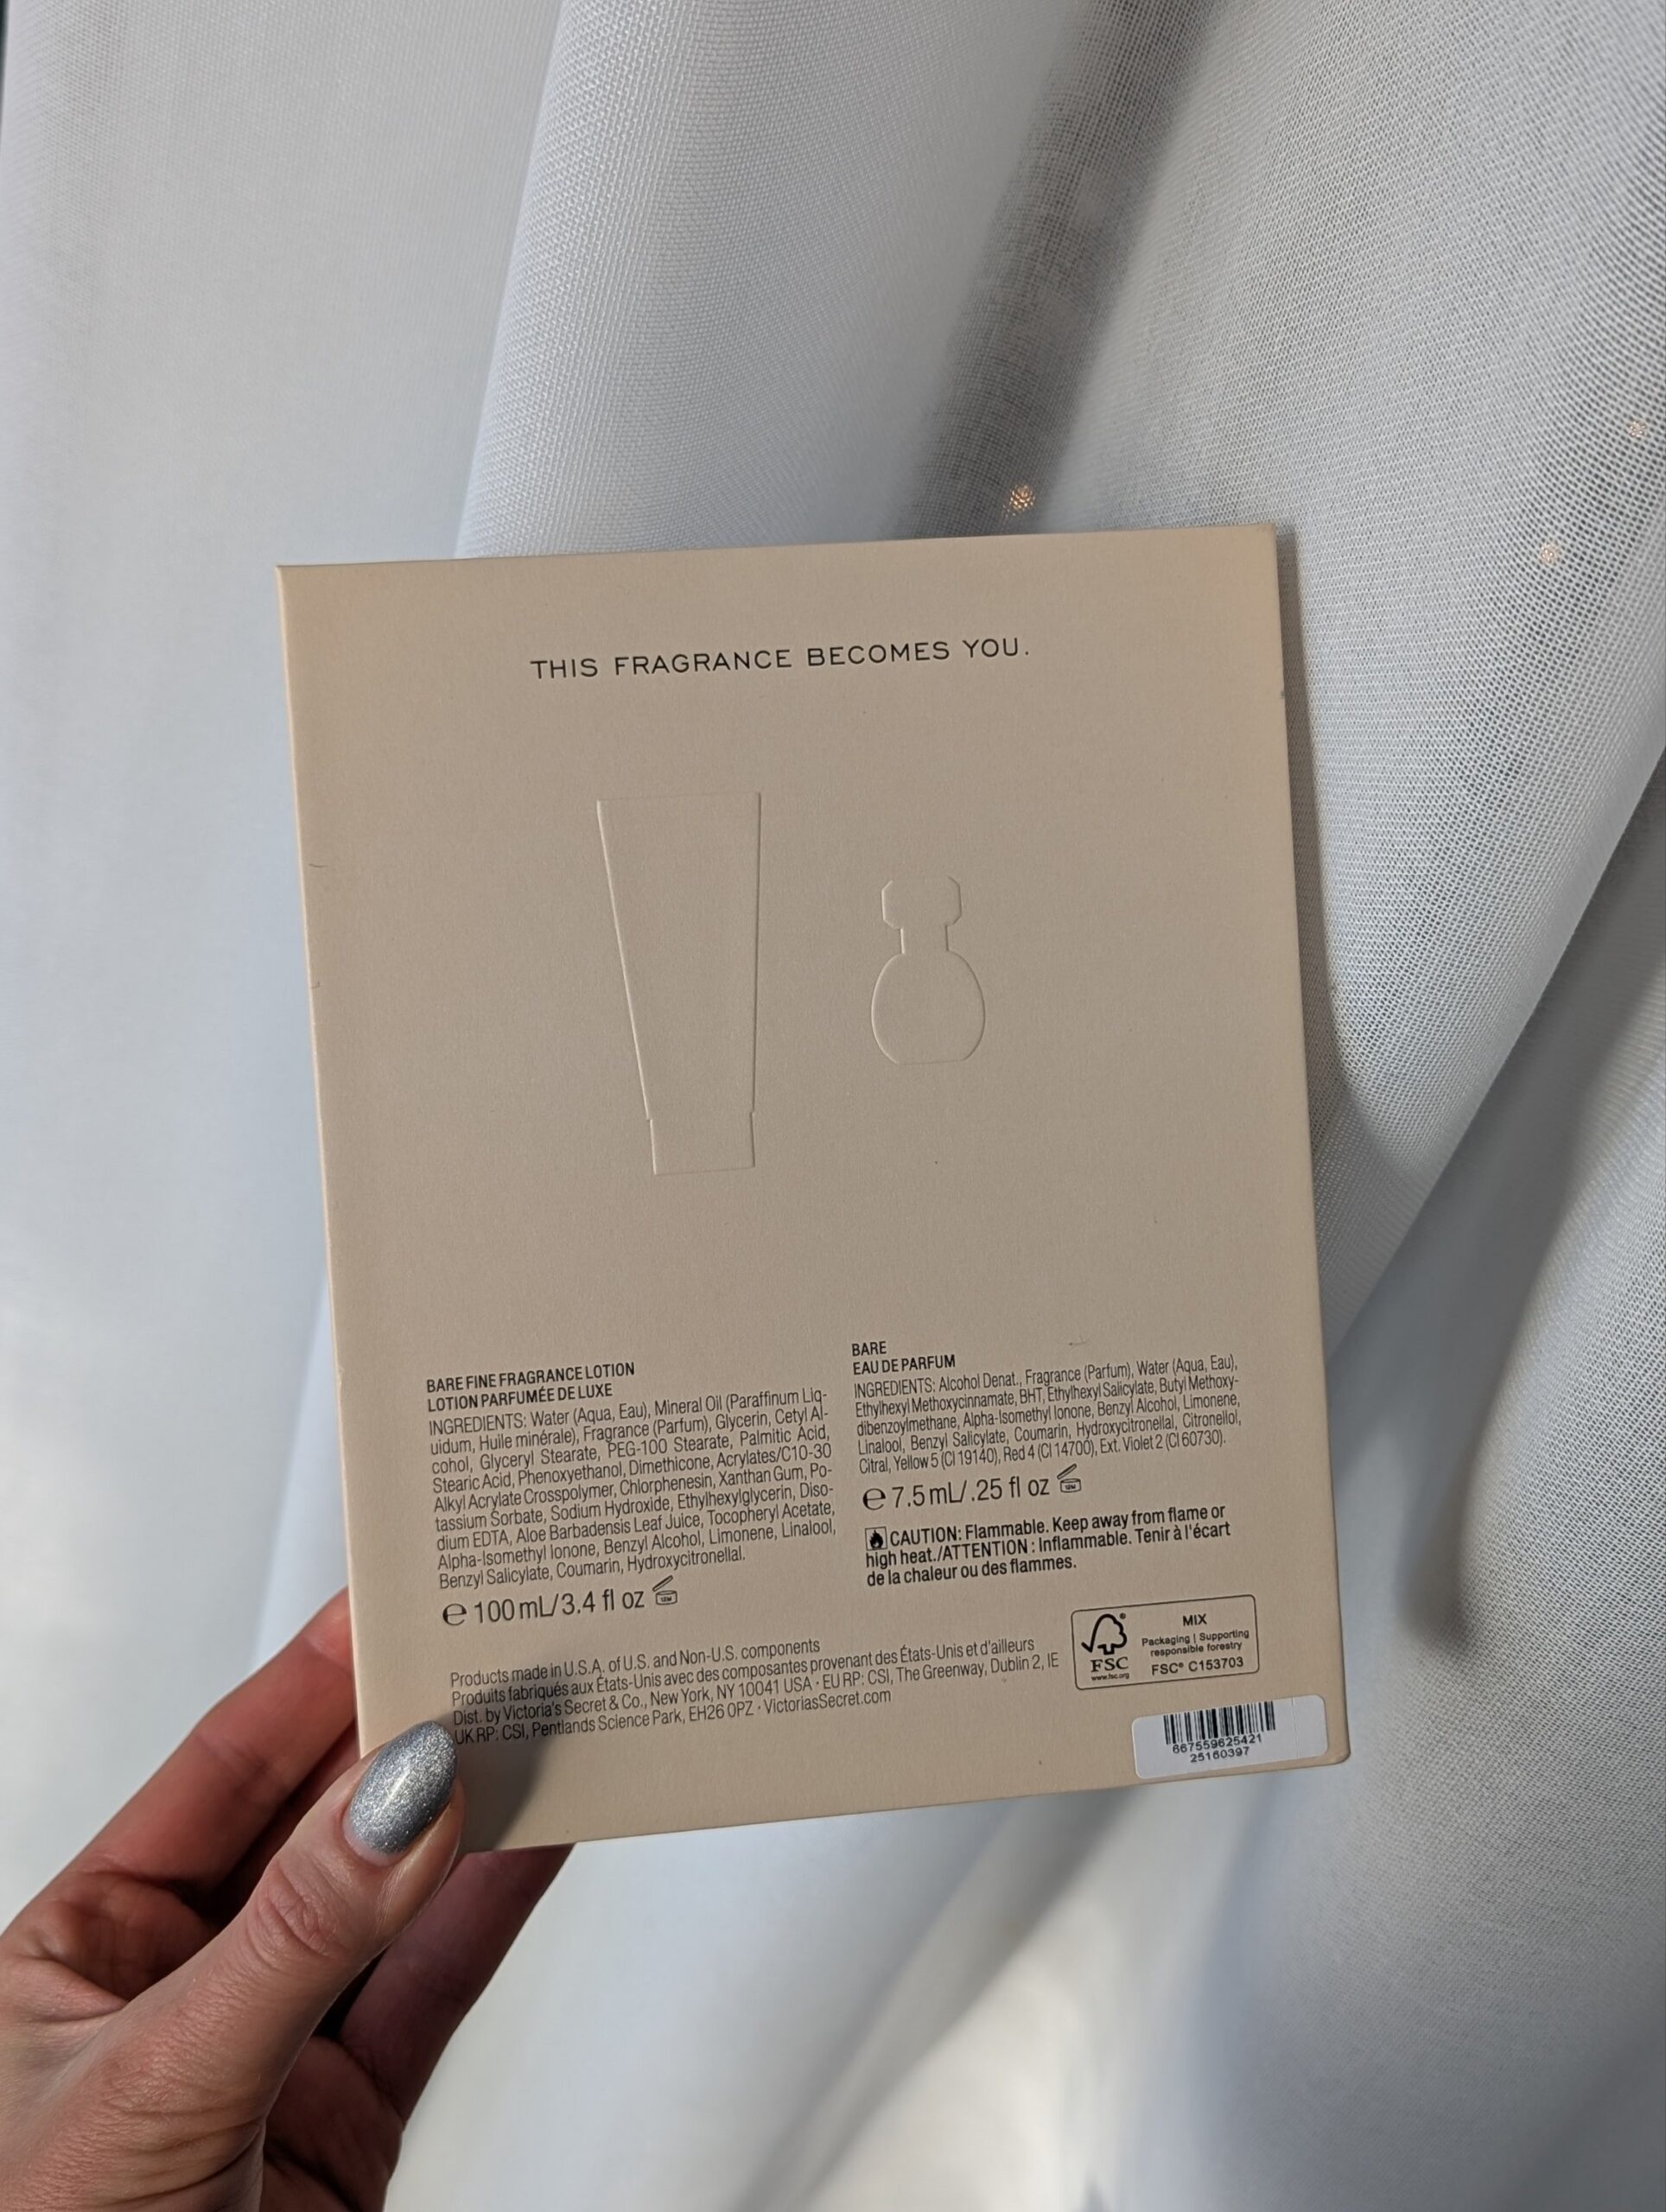 THIS FRAGRANCE BECOMES YOU.
BARE FINE FRAGRANCE LOTION
LOTION PARFUMÉE DE LUXE
INGREDIENTS: Water (Aqua, Eau), Mineral Oil (Paraffinum Liq-
uidum, Huile minérale), Fragrance (Parfum), Glycerin, Cetyl Al-
cohol, Glyceryl Stearate, PEG-100 Stearate, Palmitic Acid,
Stearic Acid, Phenoxyethanol, Dimethicone, Acrylates/C10-30
Alkyl Acrylate Crosspolymer, Chlorphenesin, Xanthan Gum, Po-
tassium Sorbate, Sodium Hydroxide, Ethylhexylglycerin, Diso-
dium EDTA, Aloe Barbadensis Leaf Juice, Tocopheryl Acetate,
Alpha-Isomethyl Ionone, Benzyl Alcohol, Limonene, Linalool,
Benzyl Salicylate, Coumarin, Hydroxycitronellal.
℮ 100 mL/3.4 fl oz 12M
BARE
EAU DE PARFUM
INGREDIENTS: Alcohol Denat., Fragrance (Parfum), Water (Aqua, Eau),
Ethylhexyl Methoxycinnamate, BHT, Ethylhexyl Salicylate, Butyl Methoxy-
dibenzoylmethane, Alpha-Isomethyl Ionone, Benzyl Alcohol, Limonene,
Linalool, Benzyl Salicylate, Coumarin, Hydroxycitronellal, Citronellol,
Citral, Yellow 5 (CI 19140), Red 4 (CI 14700), Ext. Violet 2 (CI 60730).
℮ 7.5 mL/.25 fl oz 12M
CAUTION: Flammable. Keep away from flame or
high heat./ATTENTION : Inflammable. Tenir à l'écart
de la chaleur ou des flammes.
Products made in U.S.A. of U.S. and Non-U.S. components
Produits fabriqués aux États-Unis avec des composantes provenant des États-Unis et d'ailleurs
Dist. by Victoria's Secret & Co., New York, NY 10041 USA · EU RP: CSI, The Greenway, Dublin 2, IE
UK RP: CSI, Pentlands Science Park, EH26 0PZ · VictoriasSecret.com
FSC
www.fsc.org
MIX
Packaging | Supporting
responsible forestry
FSC® C153703
667559625421
25160397